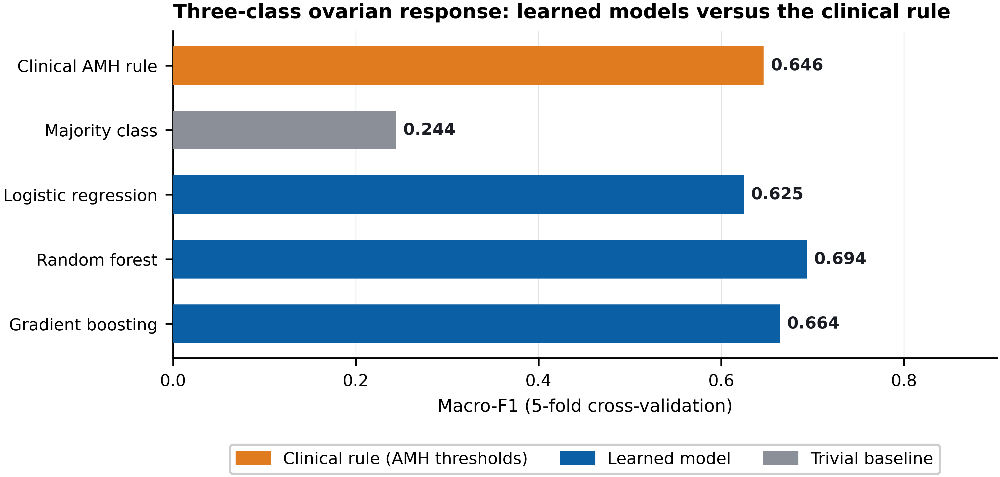 Three-class ovarian response: learned models versus the clinical rule
Clinical AMH rule
0.646
Majority class
0.244
Logistic regression
0.625
Random forest
0.694
Gradient boosting
0.664
0.0 0.2 0.4 0.6 0.8
Macro-F1 (5-fold cross-validation)
Clinical rule (AMH thresholds) Learned model Trivial baseline